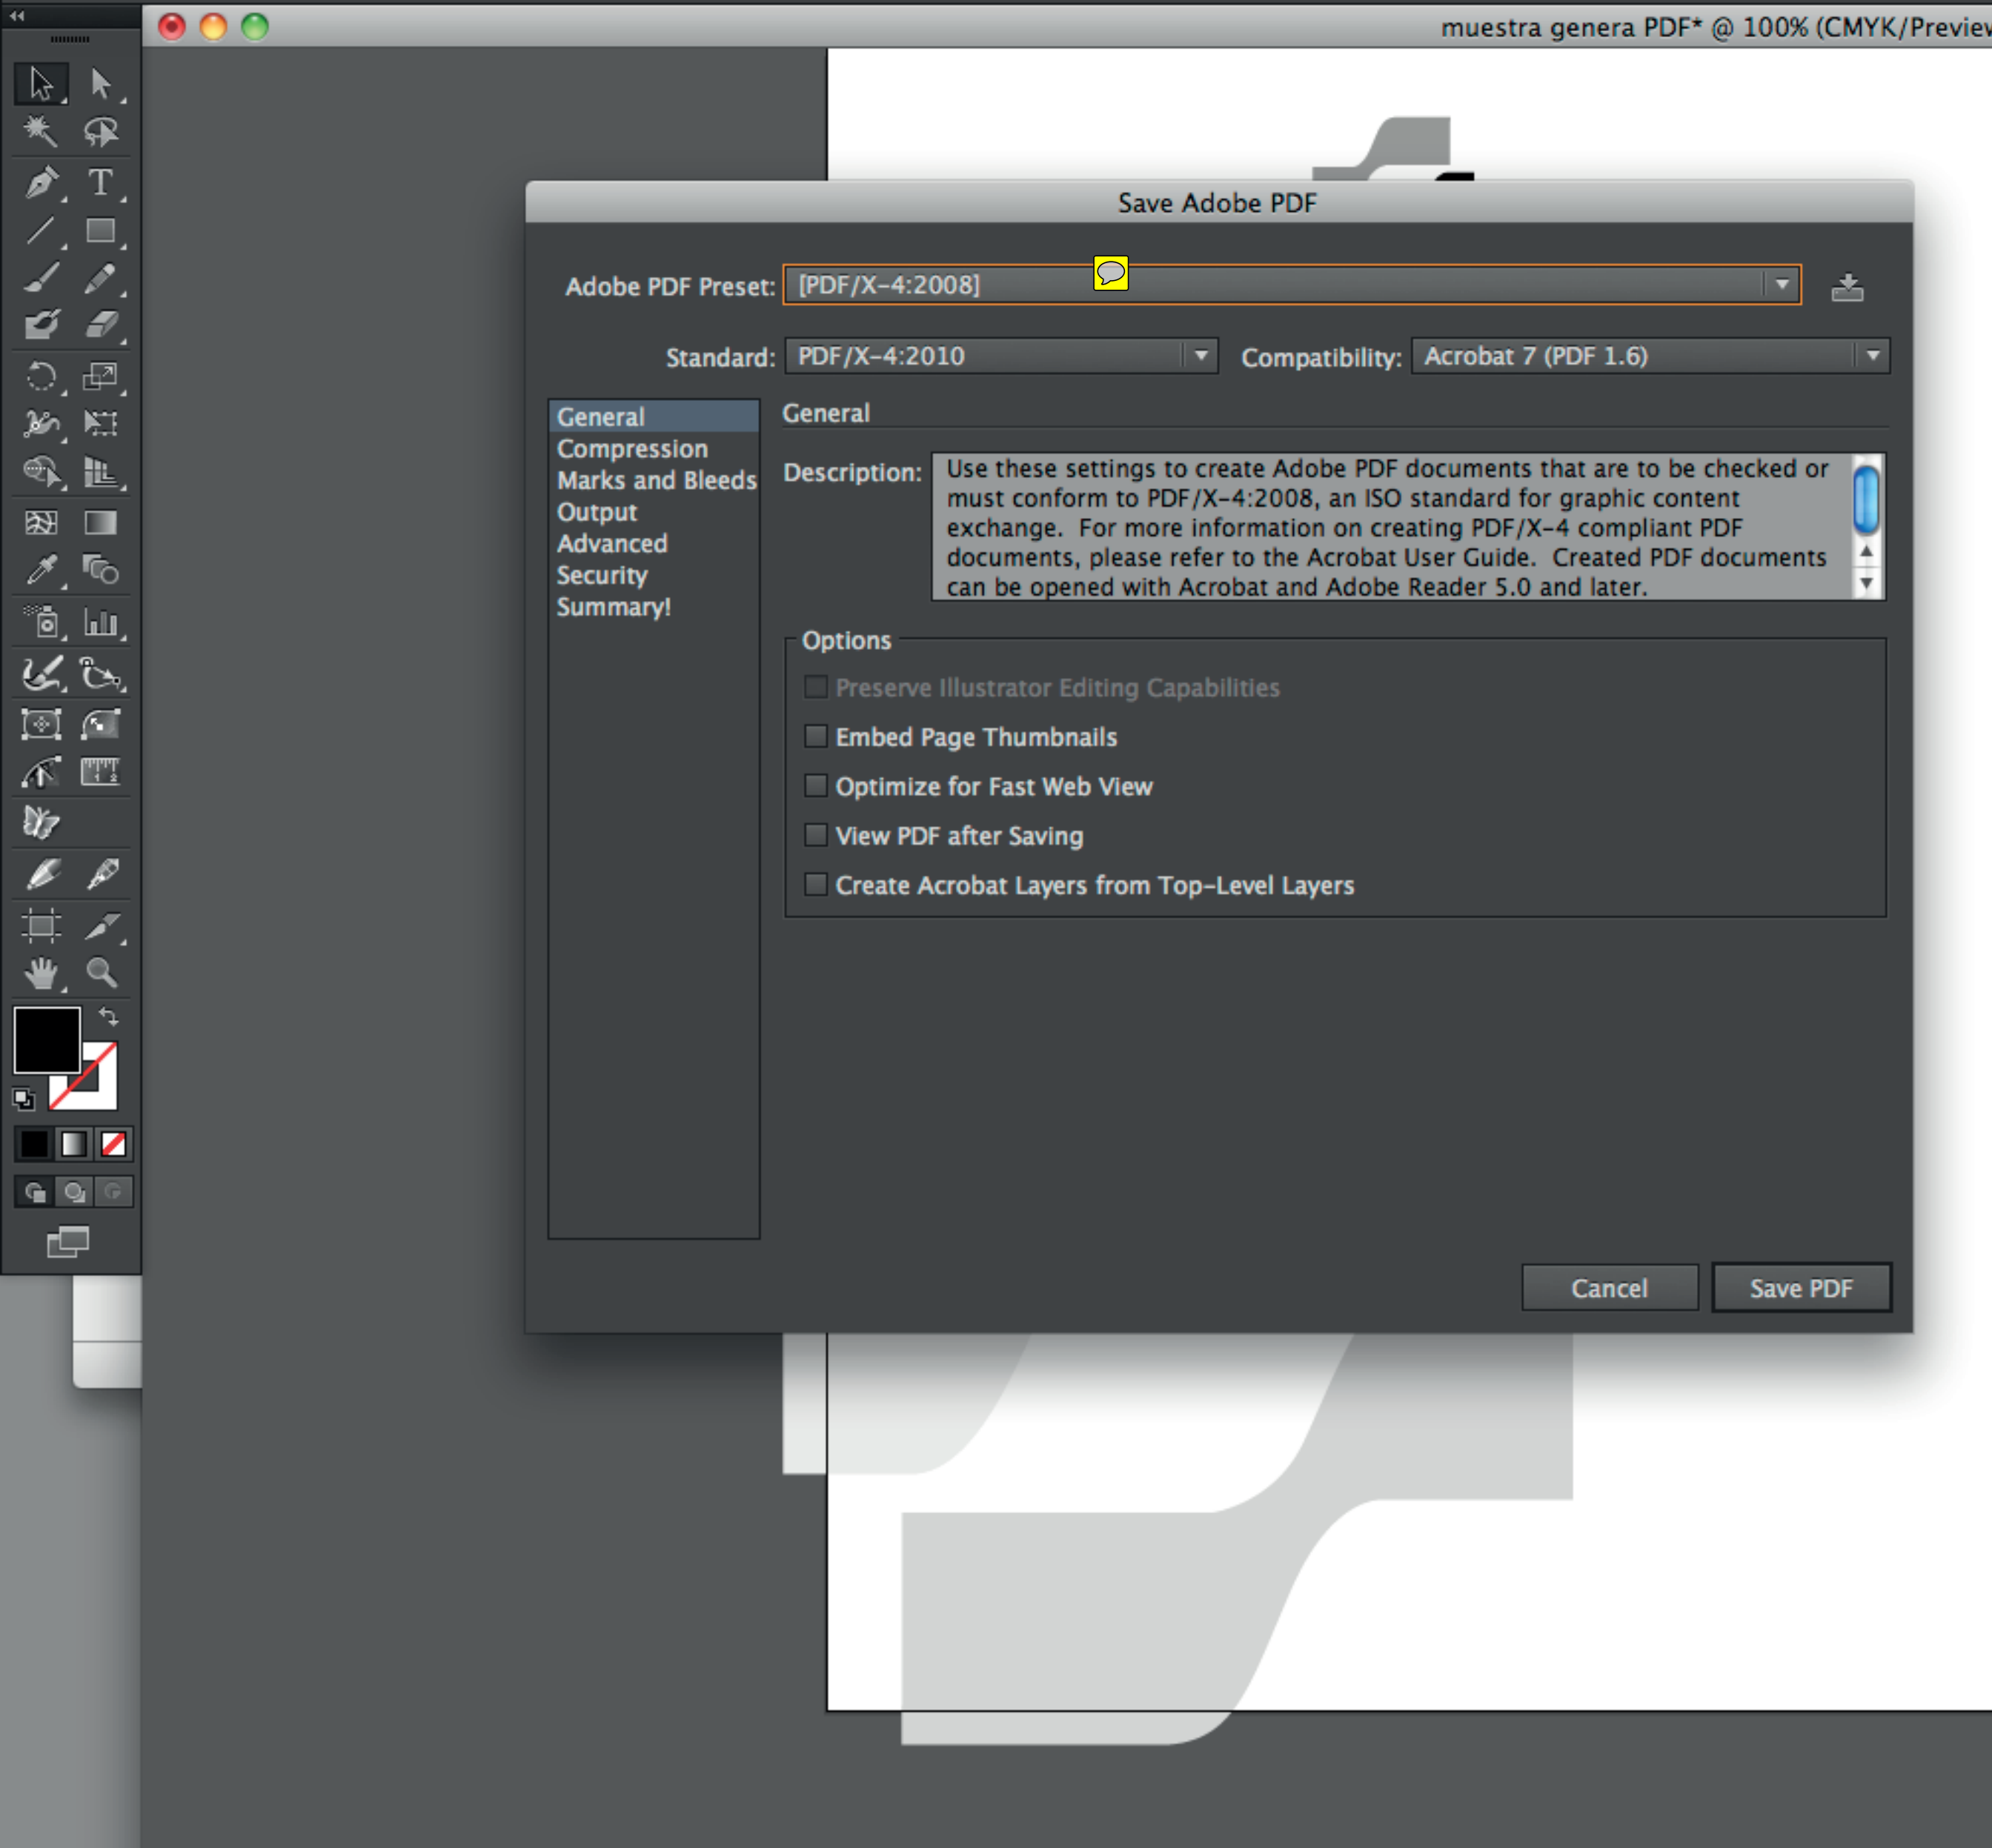 muestra genera PDF* @ 100% (CMYK/Preview
Save Adobe PDF
Adobe PDF Preset: [PDF/X-4:2008]
Standard: PDF/X-4:2010 Compatibility: Acrobat 7 (PDF 1.6)
General
Compression
Marks and Bleeds
Output
Advanced
Security
Summary!
General
Description: Use these settings to create Adobe PDF documents that are to be checked or
must conform to PDF/X-4:2008, an ISO standard for graphic content
exchange.  For more information on creating PDF/X-4 compliant PDF
documents, please refer to the Acrobat User Guide.  Created PDF documents
can be opened with Acrobat and Adobe Reader 5.0 and later.
Options
Preserve Illustrator Editing Capabilities
Embed Page Thumbnails
Optimize for Fast Web View
View PDF after Saving
Create Acrobat Layers from Top-Level Layers
Cancel Save PDF